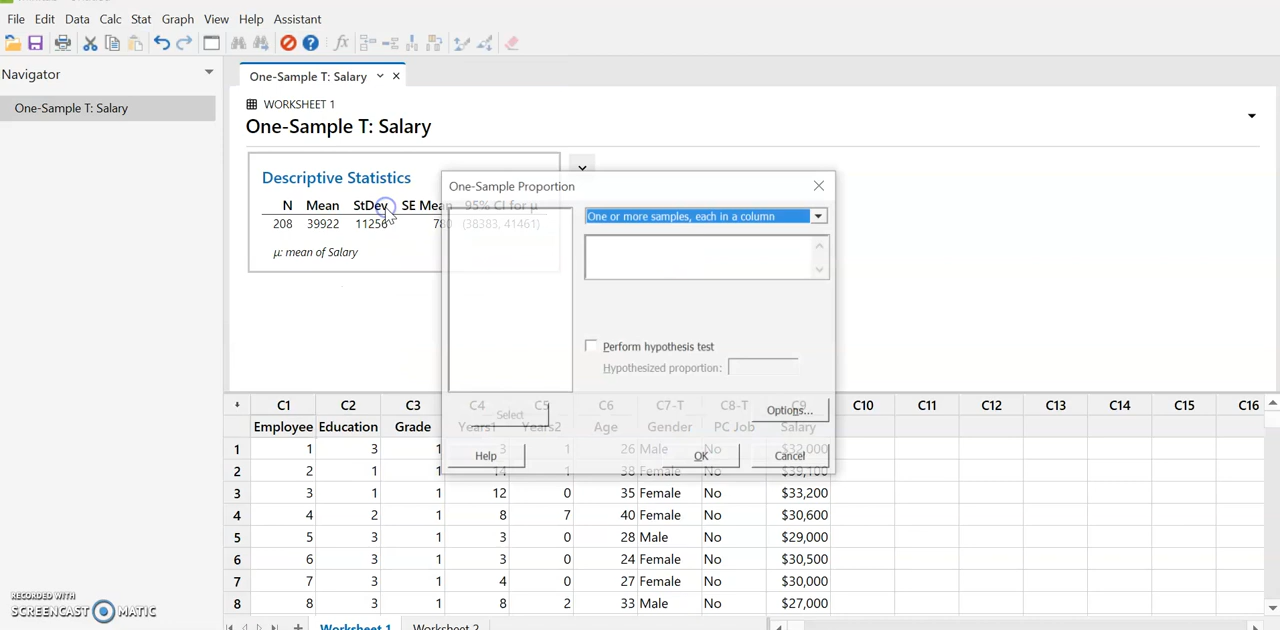 File Edit Data Calc Stat Graph View Help Assistant
Navigator
One-Sample T: Salary
One-Sample T: Salary
WORKSHEET 1
One-Sample T: Salary
Descriptive Statistics
N Mean StDev SE Mean 95% CI for μ
208 39922 11256 780 (38383, 41461)
μ: mean of Salary
One-Sample Proportion
One or more samples, each in a column
Perform hypothesis test
Hypothesized proportion:
Select
Options...
Help OK Cancel
C1 C2 C3 C4 C5 C6 C7-T C8-T C9 C10 C11 C12 C13 C14 C15 C16
Employee Education Grade Years1 Years2 Age Gender PC Job Salary
1 1 3 1 3 1 26 Male No $32,000
2 2 1 1 14 1 38 Female No $39,100
3 3 1 1 12 0 35 Female No $33,200
4 4 2 1 8 7 40 Female No $30,600
5 5 3 1 3 0 28 Male No $29,000
6 6 3 1 3 0 24 Female No $30,500
7 7 3 1 4 0 27 Female No $30,000
8 8 3 1 8 2 33 Male No $27,000
RECORDED WITH
SCREENCAST MATIC
Worksheet 1 Worksheet 2